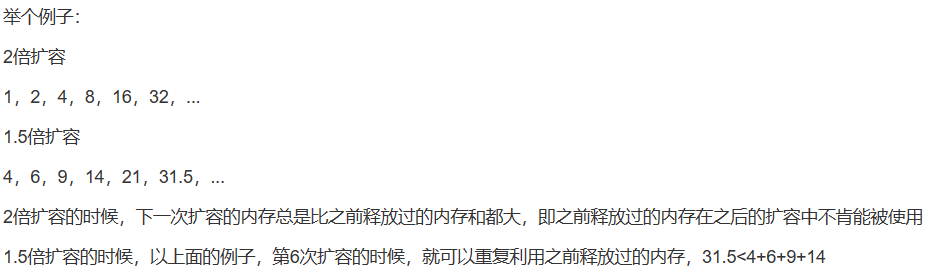 举个例子：
2倍扩容
1，2，4，8，16，32，...
1.5倍扩容
4，6，9，14，21，31.5，...
2倍扩容的时候，下一次扩容的内存总是比之前释放过的内存和都大，即之前释放过的内存在之后的扩容中不肯能被使用
1.5倍扩容的时候，以上面的例子，第6次扩容的时候，就可以重复利用之前释放过的内存，31.5<4+6+9+14